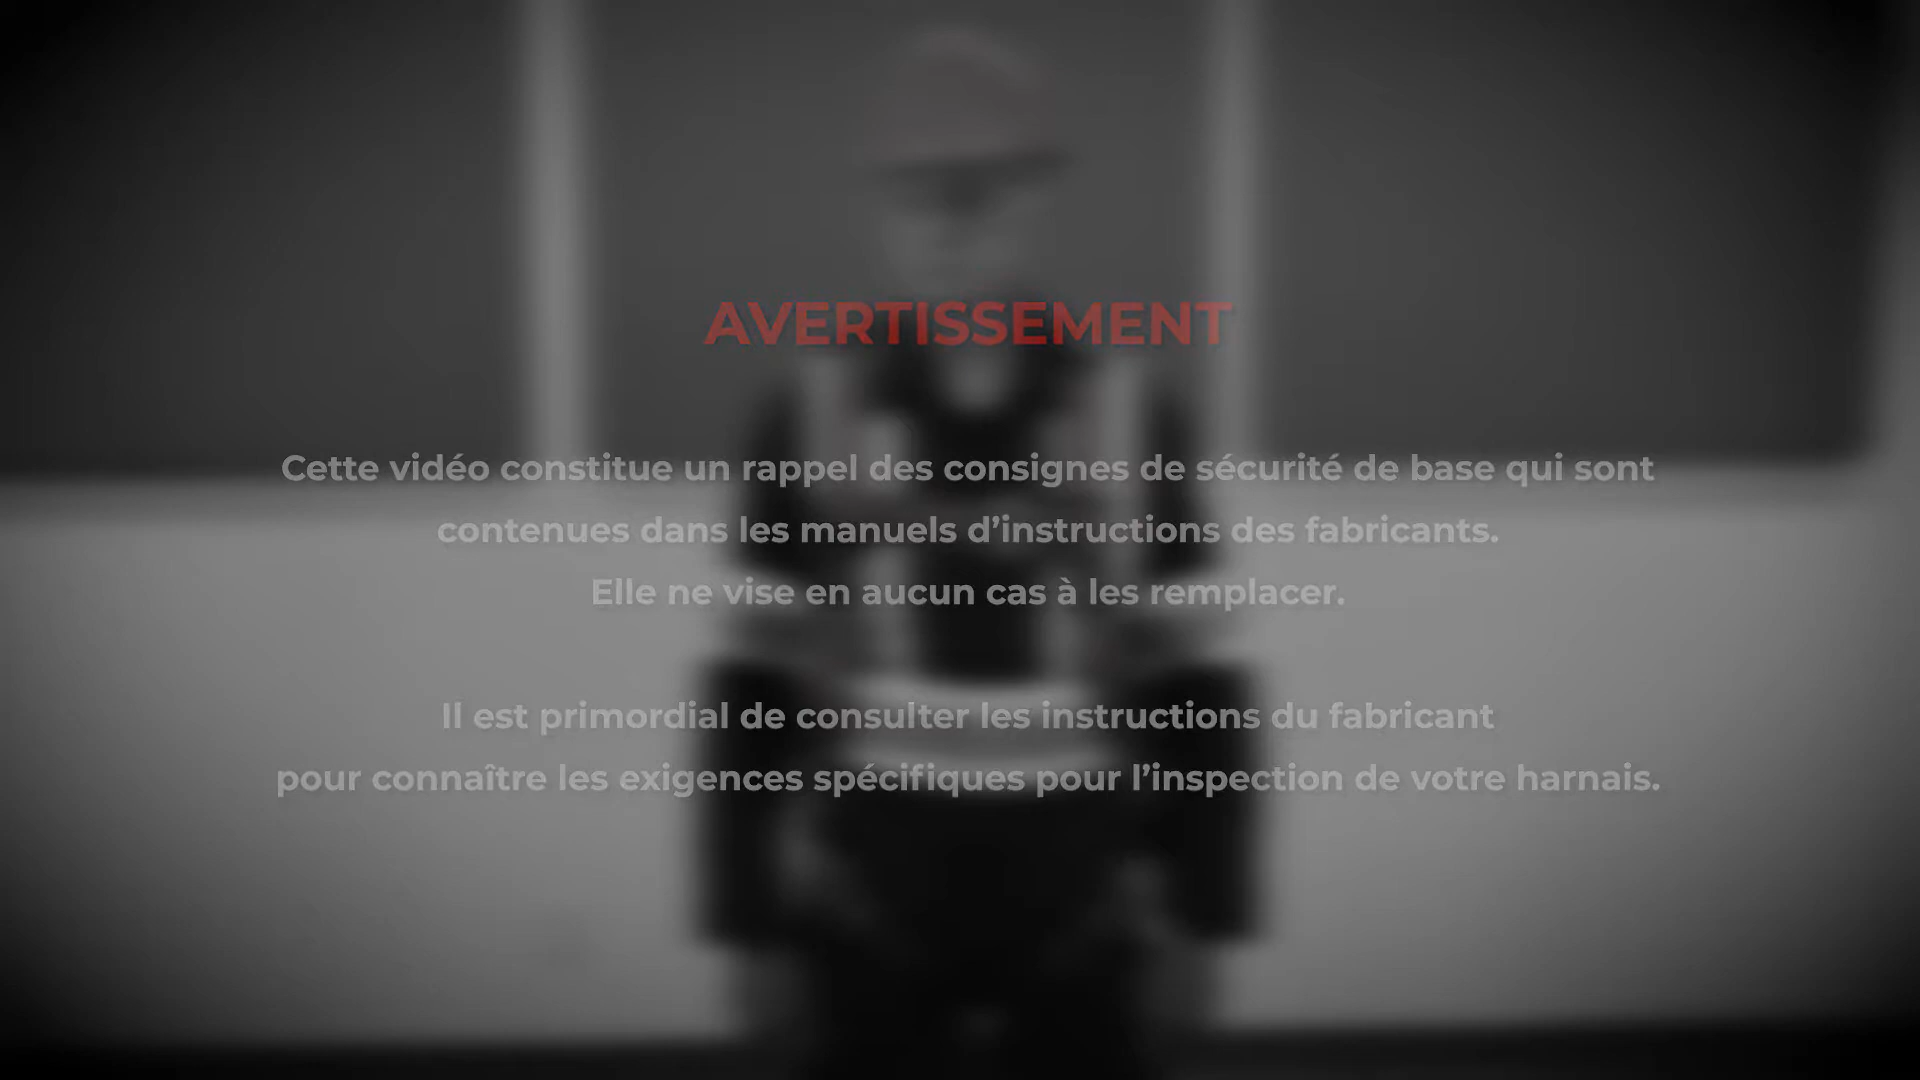 AVERTISSEMENT
Cette vidéo constitue un rappel des consignes de sécurité de base qui sont
contenues dans les manuels d’instructions des fabricants.
Elle ne vise en aucun cas à les remplacer.
Il est primordial de consulter les instructions du fabricant
pour connaître les exigences spécifiques pour l’inspection de votre harnais.